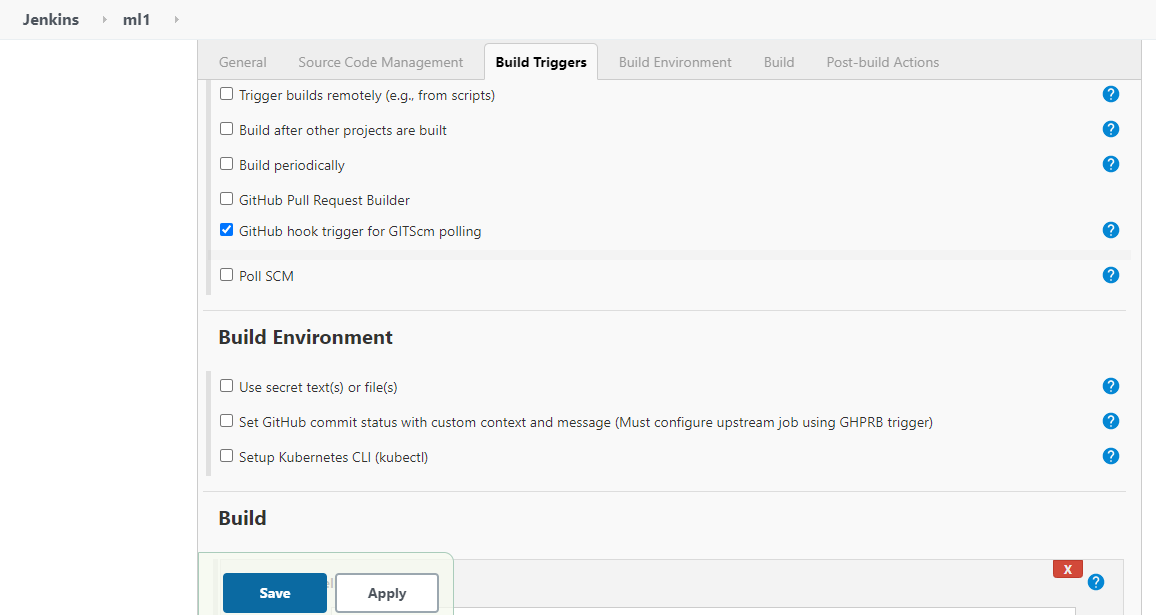 Jenkins ml1
General Source Code Management Build Triggers Build Environment Build Post-build Actions
Trigger builds remotely (e.g., from scripts) ?
Build after other projects are built ?
Build periodically ?
GitHub Pull Request Builder
GitHub hook trigger for GITScm polling ?
Poll SCM ?
Build Environment
Use secret text(s) or file(s) ?
Set GitHub commit status with custom context and message (Must configure upstream job using GHPRB trigger) ?
Setup Kubernetes CLI (kubectl) ?
Build
X
?
Save Apply